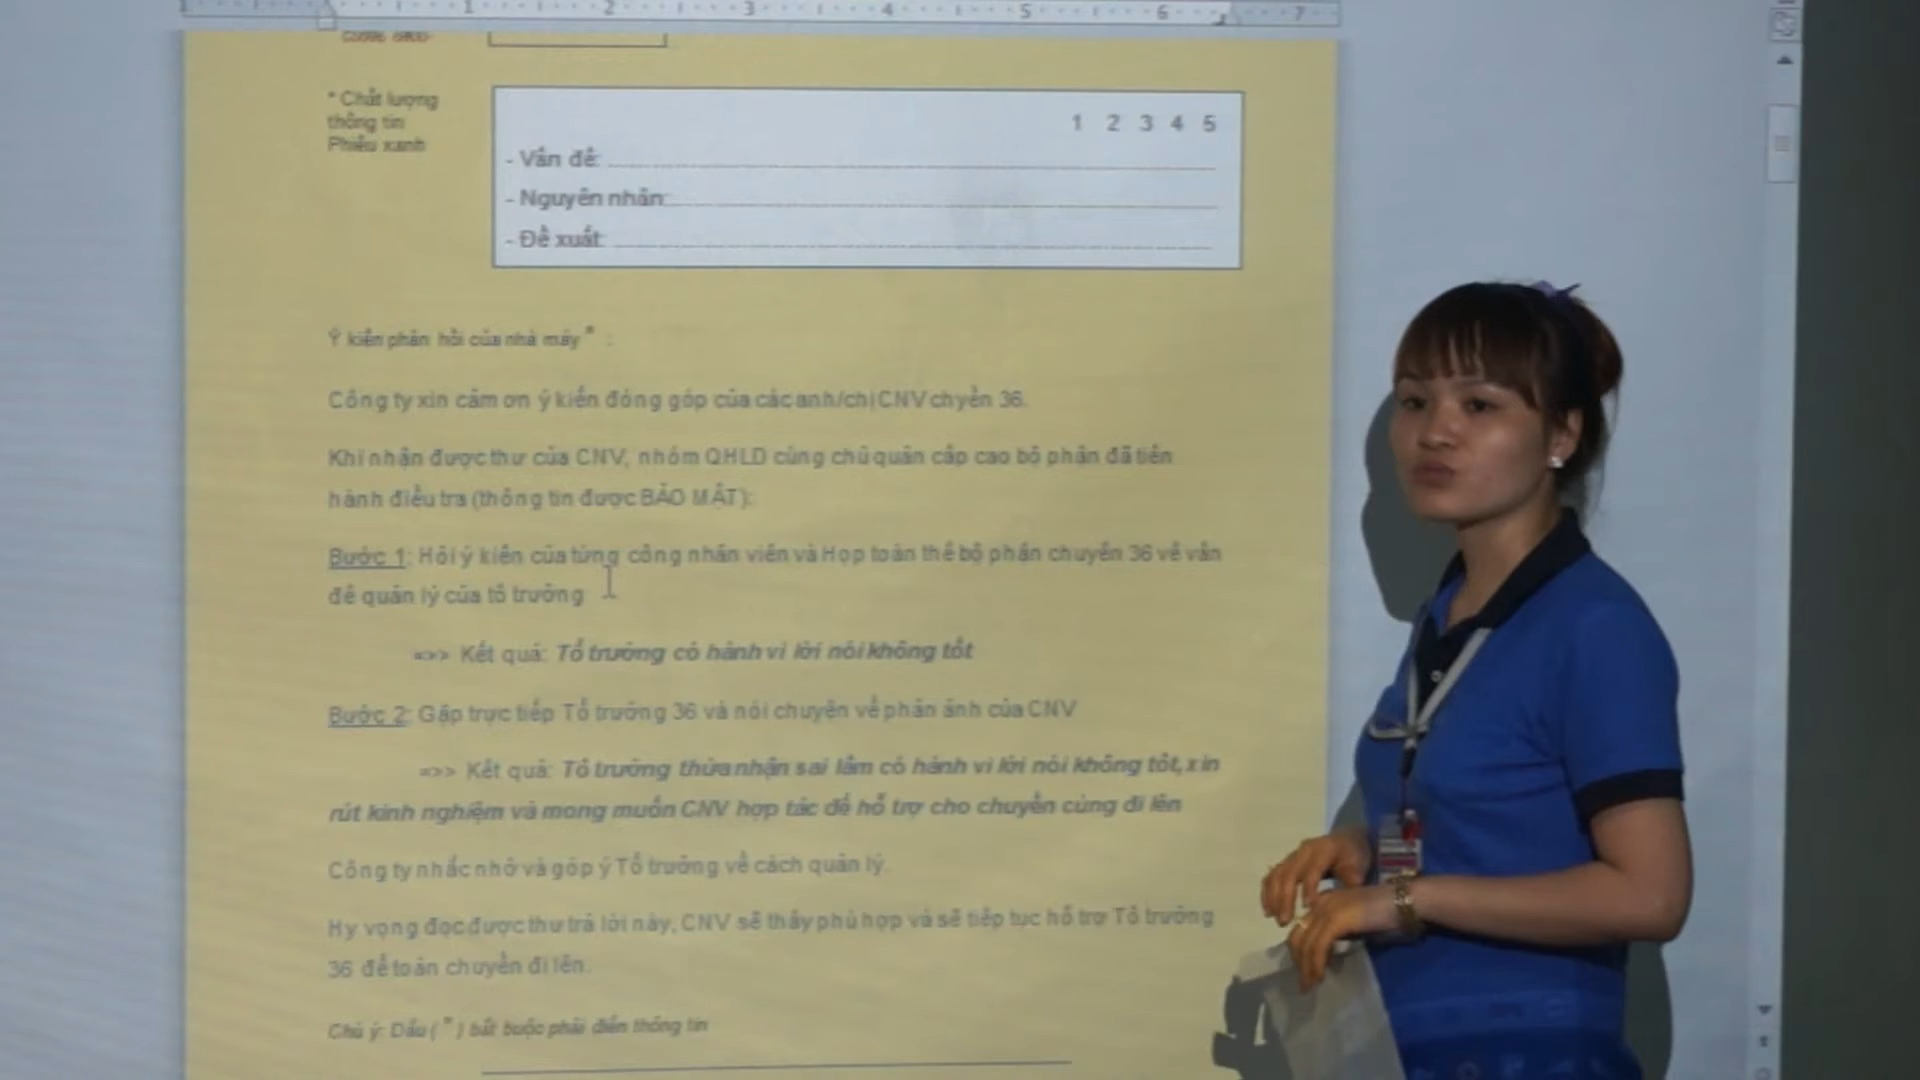 1 2 3 4 5 6 7
* Chất lượng
thông tin
Phiếu xanh
1 2 3 4 5
- Vấn đề:
- Nguyên nhân:
- Đề xuất:
Ý kiến phản hồi của nhà máy * :
Công ty xin cảm ơn ý kiến đóng góp của các anh/chị CNV chyền 36.
Khi nhận được thư của CNV, nhóm QHLD cùng chủ quản cấp cao bộ phận đã tiến
hành điều tra (thông tin được BẢO MẬT):
Bước 1: Hỏi ý kiến của từng công nhân viên và Họp toàn thể bộ phận chuyền 36 về vấn
đề quản lý của tổ trưởng
=>> Kết quả: Tổ trưởng có hành vi lời nói không tốt
Bước 2: Gặp trực tiếp Tổ trưởng 36 và nói chuyện về phản ánh của CNV
=>> Kết quả: Tổ trưởng thừa nhận sai lầm có hành vi lời nói không tốt, xin
rút kinh nghiệm và mong muốn CNV hợp tác để hỗ trợ cho chuyền cùng đi lên
Công ty nhắc nhở và góp ý Tổ trưởng về cách quản lý.
Hy vọng đọc được thư trả lời này, CNV sẽ thấy phù hợp và sẽ tiếp tục hỗ trợ Tổ trưởng
36 để toàn chuyền đi lên.
Chú ý: Dấu ( * ) bắt buộc phải điền thông tin